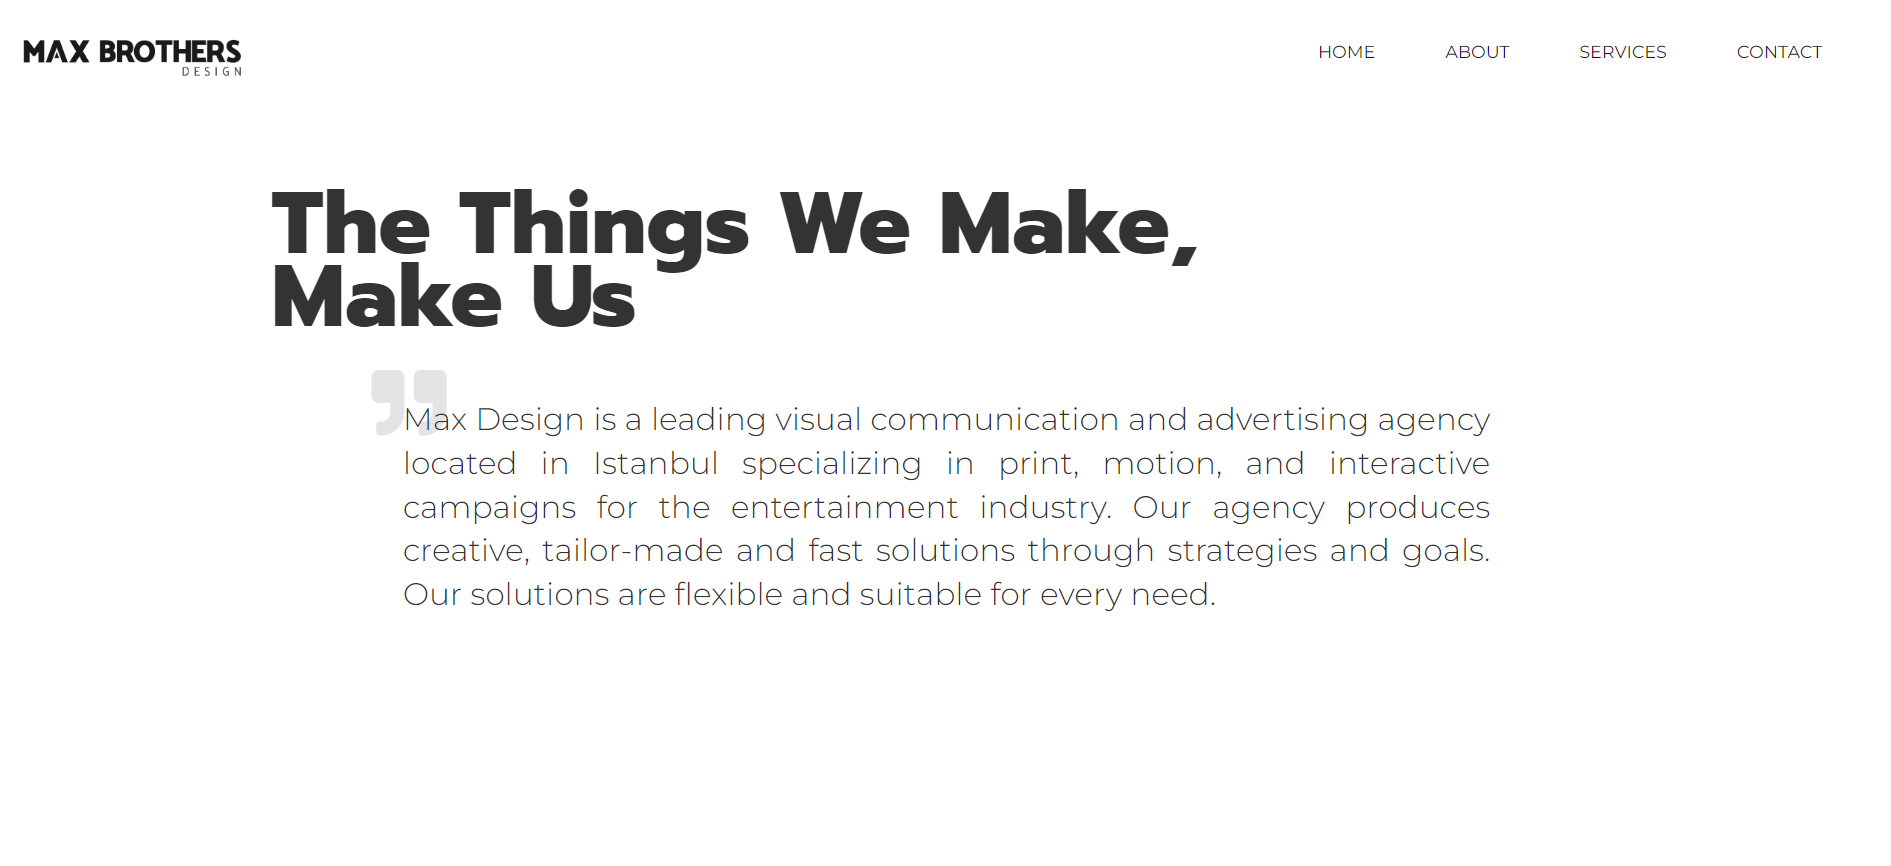 MAX BROTHERS
DESIGN
HOME ABOUT SERVICES CONTACT
The Things We Make,
Make Us
Max Design is a leading visual communication and advertising agency
located in Istanbul specializing in print, motion, and interactive
campaigns for the entertainment industry. Our agency produces
creative, tailor-made and fast solutions through strategies and goals.
Our solutions are flexible and suitable for every need.